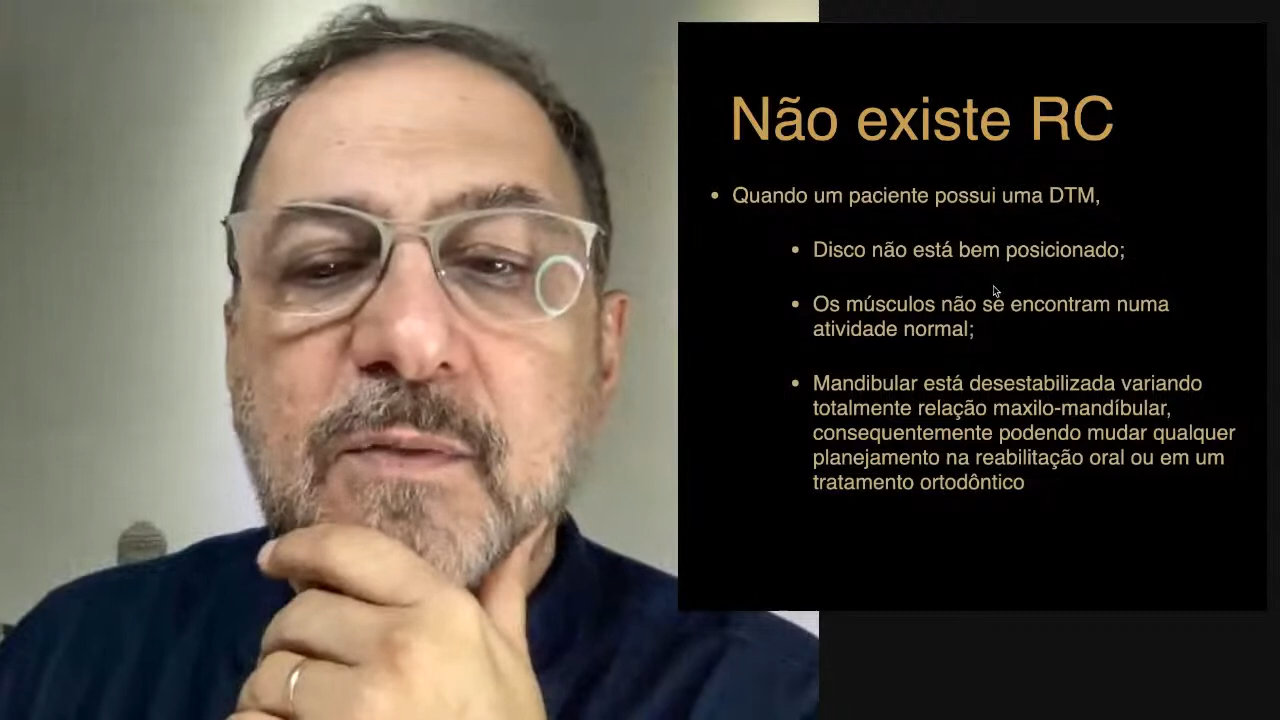 Não existe RC
• Quando um paciente possui uma DTM,
• Disco não está bem posicionado;
• Os músculos não se encontram numa
atividade normal;
• Mandibular está desestabilizada variando
totalmente relação maxilo-mandíbular,
consequentemente podendo mudar qualquer
planejamento na reabilitação oral ou em um
tratamento ortodôntico